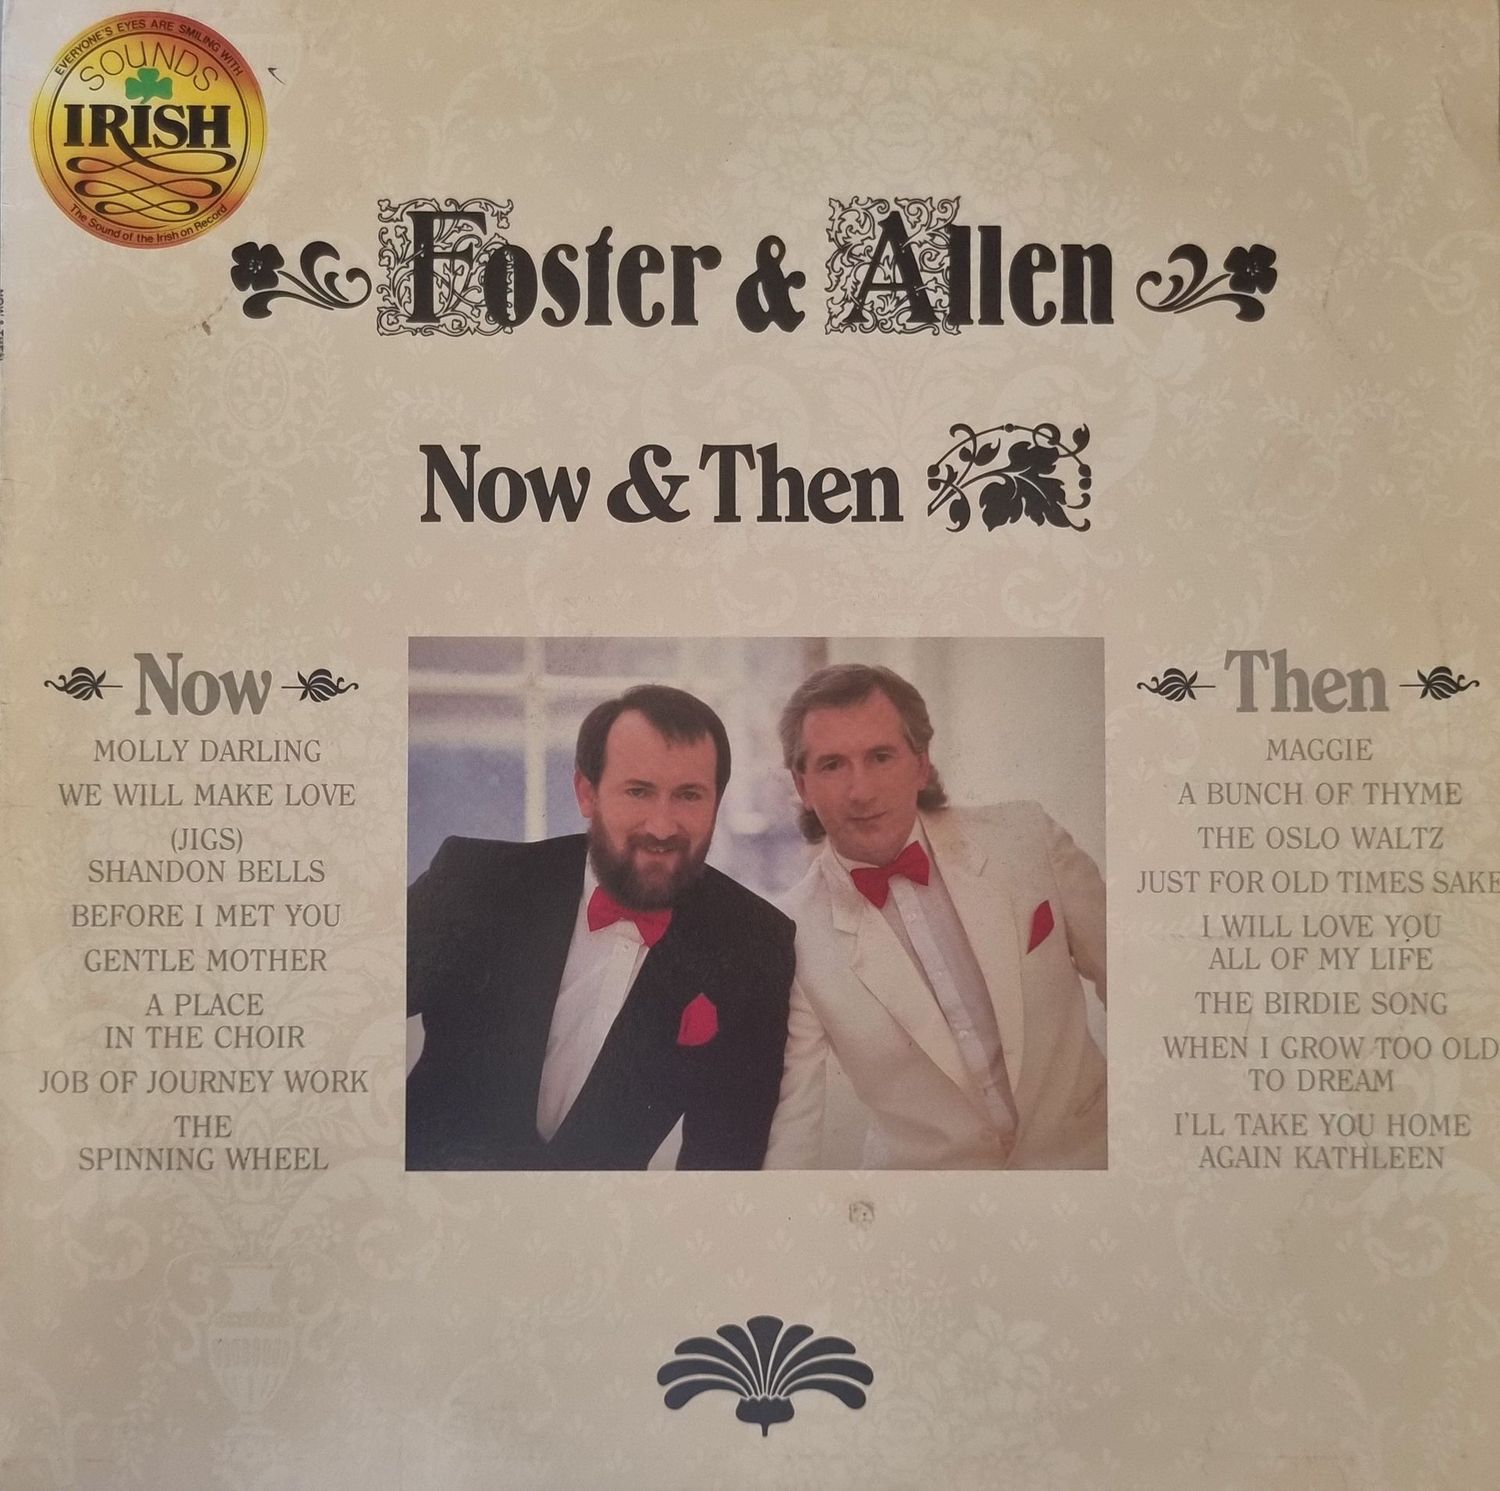 EVERYONE'S EYES ARE SMILING WITH
SOUNDS
IRISH
The Sound of the Irish on Record
Foster & Allen
Now & Then
Now
MOLLY DARLING
WE WILL MAKE LOVE
(JIGS)
SHANDON BELLS
BEFORE I MET YOU
GENTLE MOTHER
A PLACE
IN THE CHOIR
JOB OF JOURNEY WORK
THE
SPINNING WHEEL
Then
MAGGIE
A BUNCH OF THYME
THE OSLO WALTZ
JUST FOR OLD TIMES SAKE
I WILL LOVE YOU
ALL OF MY LIFE
THE BIRDIE SONG
WHEN I GROW TOO OLD
TO DREAM
I'LL TAKE YOU HOME
AGAIN KATHLEEN